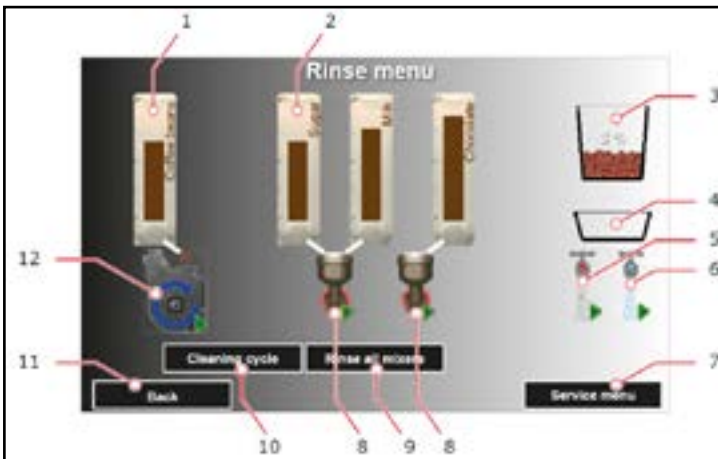 1
2
Rinse menu
3
Coffee beans
Sugar
Milk
Chocolate
4
5
6
12
Cleaning cycle
Rinse all mixers
11
Back
Service menu
7
10
8
9
8